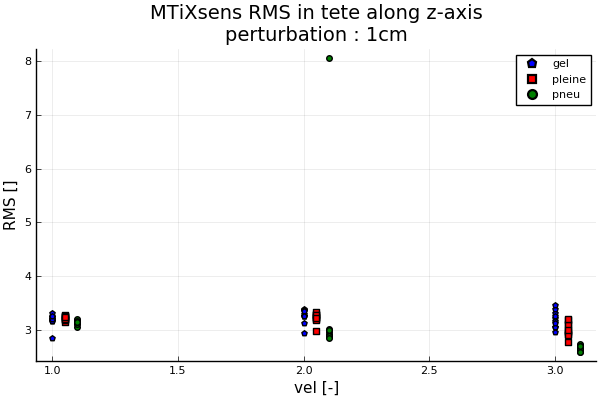 MTiXsens RMS in tete along z-axis
perturbation : 1cm
gel
pleine
pneu
RMS []
8
7
6
5
4
3
1.0
1.5
2.0
2.5
3.0
vel [-]